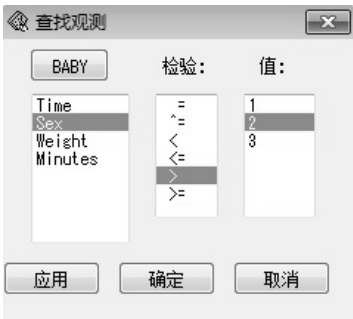 查找观测
BABY 检验: 值:
Time
Sex
Weight
Minutes
=
^=
<
<=
>
>=
1
2
3
应用 确定 取消